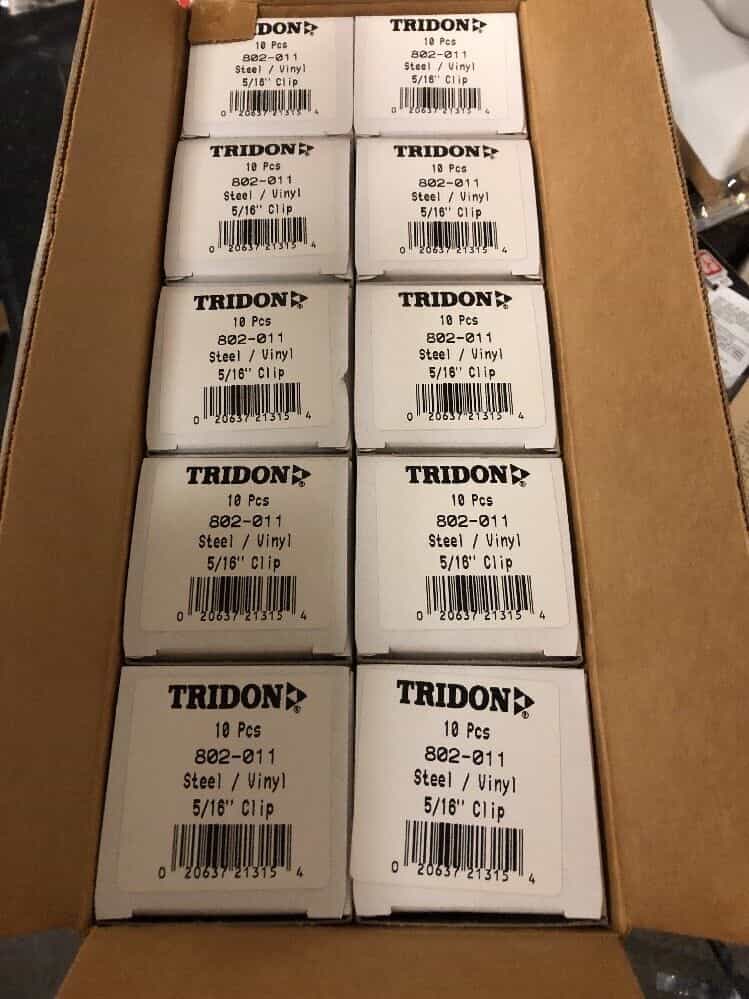 DON
10 Pcs
802-011
Steel / Vinyl
5/16" Clip
0 20637 21315 4
TRIDON
10 Pcs
802-011
Steel / Vinyl
5/16" Clip
0 20637 21315 4
TRIDON
10 Pcs
802-011
Steel / Vinyl
5/16" Clip
0 20637 21315 4
TRIDON
10 Pcs
802-011
Steel / Vinyl
5/16" Clip
0 20637 21315 4
TRIDON
10 Pcs
802-011
Steel / Vinyl
5/16" Clip
0 20637 21315 4
TRIDON
10 Pcs
802-011
Steel / Vinyl
5/16" Clip
0 20637 21315 4
TRIDON®
10 Pcs
802-011
Steel / Vinyl
5/16" Clip
0 20637 21315 4
TRIDON®
10 Pcs
802-011
Steel / Vinyl
5/16" Clip
0 20637 21315 4
TRIDON®
10 Pcs
802-011
Steel / Vinyl
5/16" Clip
0 20637 21315 4
TRIDON®
10 Pcs
802-011
Steel / Vinyl
5/16" Clip
0 20637 21315 4